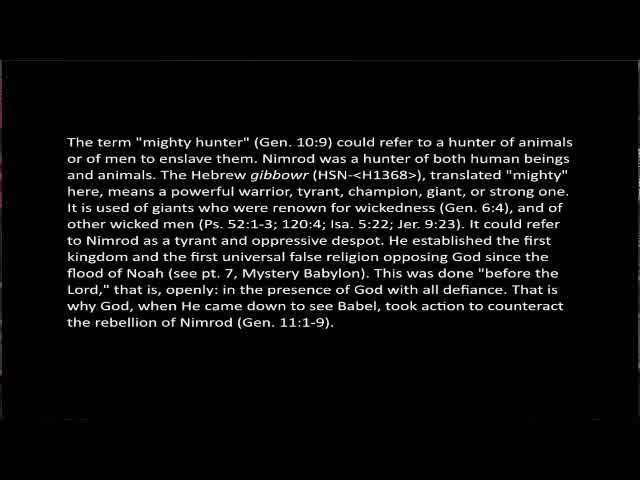 The term "mighty hunter" (Gen. 10:9) could refer to a hunter of animals
or of men to enslave them. Nimrod was a hunter of both human beings
and animals. The Hebrew gibbowr (HSN-<H1368>), translated "mighty"
here, means a powerful warrior, tyrant, champion, giant, or strong one.
It is used of giants who were renown for wickedness (Gen. 6:4), and of
other wicked men (Ps. 52:1-3; 120:4; Isa. 5:22; Jer. 9:23). It could refer
to Nimrod as a tyrant and oppressive despot. He established the first
kingdom and the first universal false religion opposing God since the
flood of Noah (see pt. 7, Mystery Babylon). This was done "before the
Lord," that is, openly: in the presence of God with all defiance. That is
why God, when He came down to see Babel, took action to counteract
the rebellion of Nimrod (Gen. 11:1-9).